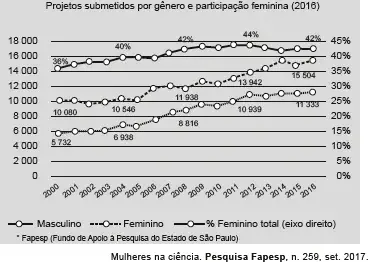 Projetos submetidos por gênero e participação feminina (2016)
18 000 45%
16 000 36% 40% 42% 44% 42% 40%
14 000 13 942 15 504 35%
12 000 11 938 30%
10 000 10 080 10 546 10 939 11 333 25%
8 000 8 816 20%
6 000 5 732 6 938 15%
4 000 10%
2 000 5%
0 0%
2000 2001 2002 2003 2004 2005 2006 2007 2008 2009 2010 2011 2012 2013 2014 2015 2016
Masculino Feminino % Feminino total (eixo direito)
* Fapesp (Fundo de Apoio à Pesquisa do Estado de São Paulo)
Mulheres na ciência. Pesquisa Fapesp, n. 259, set. 2017.